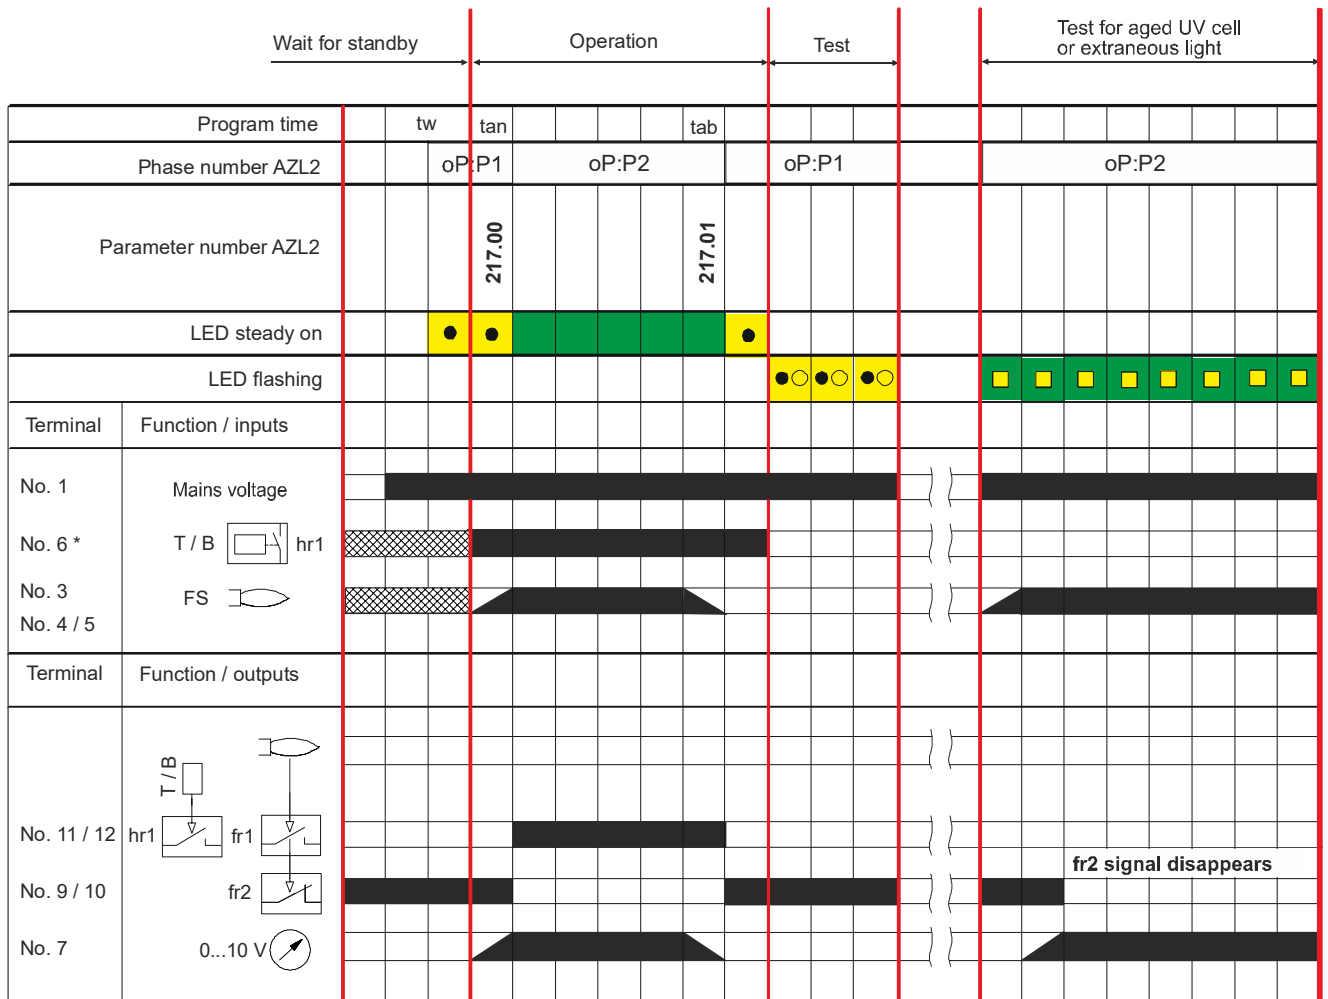 Wait for standby
Operation
Test
Test for aged UV cell
or extraneous light
Program time
tw
tan
tab
Phase number AZL2
oP:P1
oP:P2
oP:P1
oP:P2
Parameter number AZL2
217.00
217.01
LED steady on
LED flashing
Terminal
Function / inputs
No. 1
Mains voltage
No. 6 *
T / B
hr1
No. 3
FS
No. 4 / 5
Terminal
Function / outputs
T / B
No. 11 / 12
hr1
fr1
fr2 signal disappears
No. 9 / 10
fr2
No. 7
0...10 V